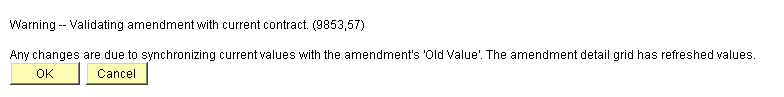 Warning -- Validating amendment with current contract. (9853,57)
Any changes are due to synchronizing current values with the amendment's 'Old Value'. The amendment detail grid has refreshed values.
OK Cancel